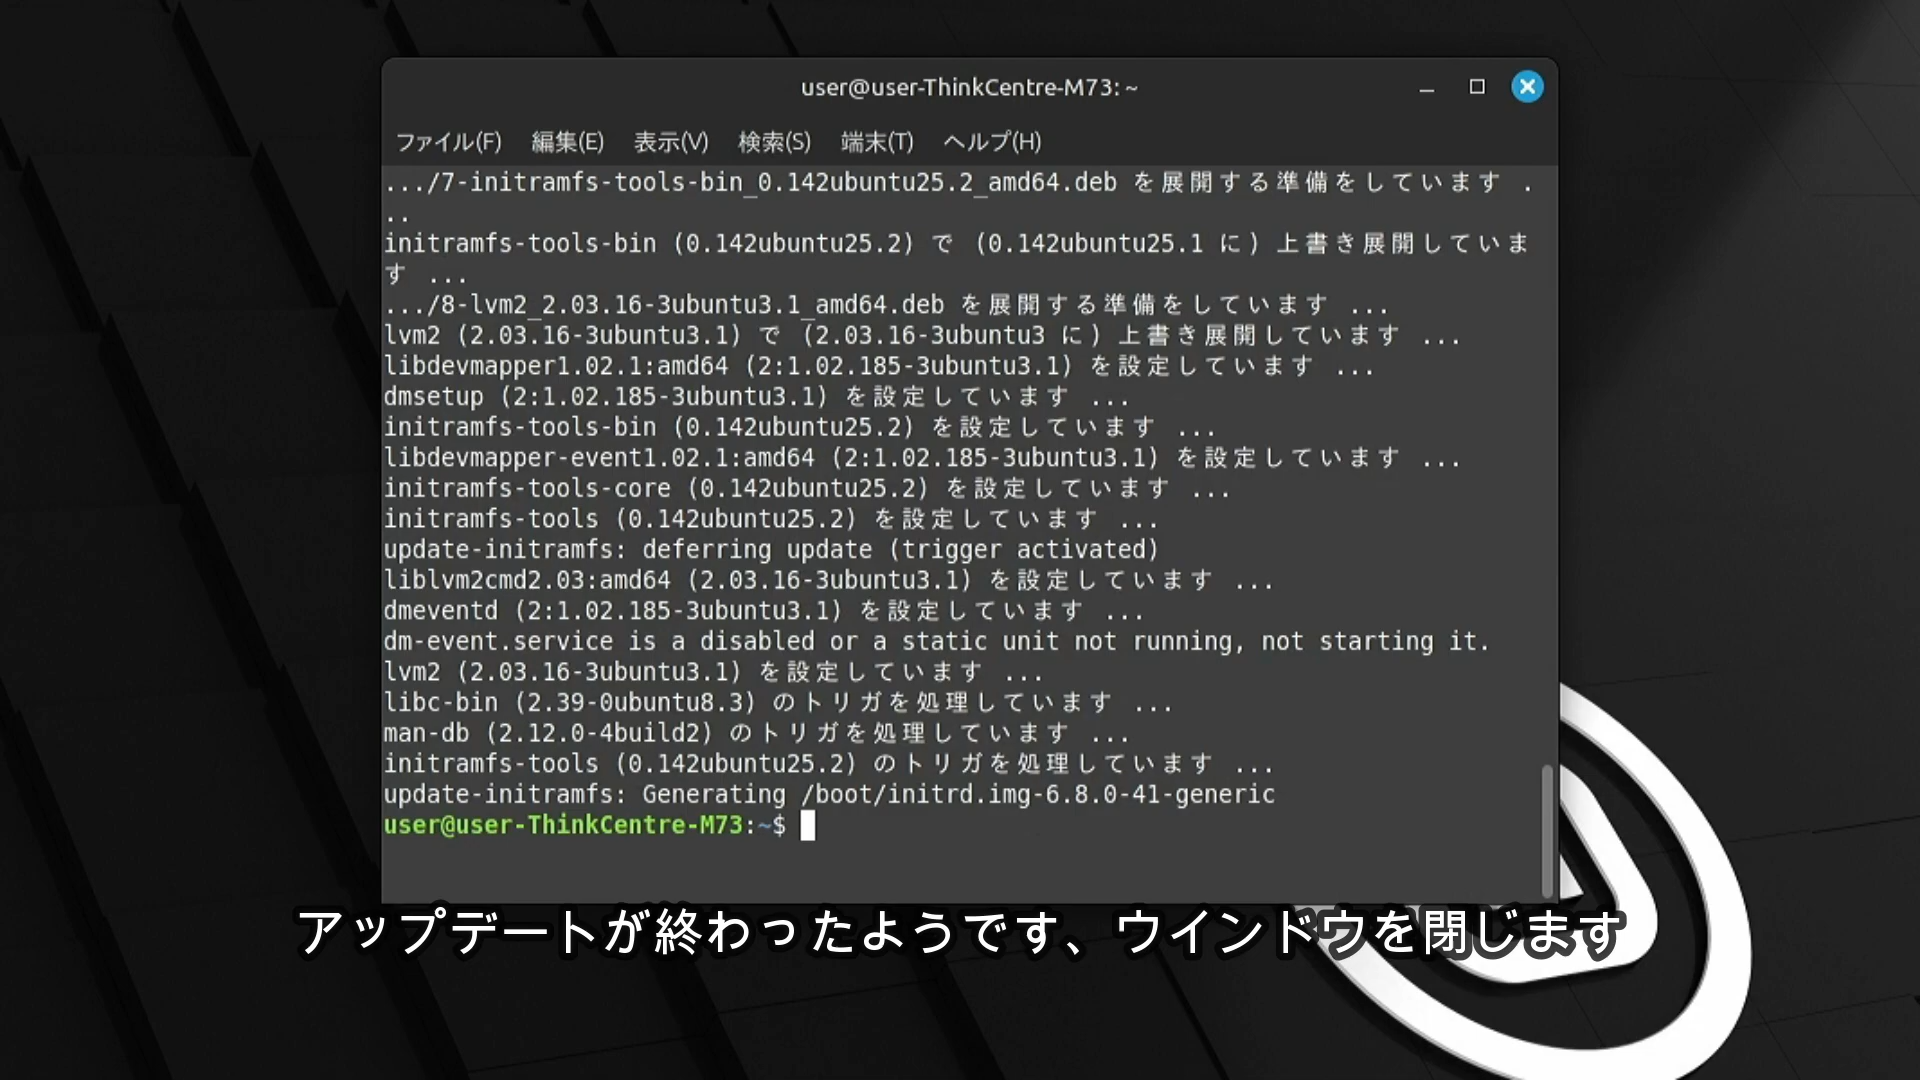 user@user-ThinkCentre-M73: ~
ファイル(F) 編集(E) 表示(V) 検索(S) 端末(T) ヘルプ(H)
.../7-initramfs-tools-bin_0.142ubuntu25.2_amd64.deb を展開する準備をしています .
..
initramfs-tools-bin (0.142ubuntu25.2) で (0.142ubuntu25.1 に) 上書き展開していま
す ...
.../8-lvm2_2.03.16-3ubuntu3.1_amd64.deb を展開する準備をしています ...
lvm2 (2.03.16-3ubuntu3.1) で (2.03.16-3ubuntu3 に) 上書き展開しています ...
libdevmapper1.02.1:amd64 (2:1.02.185-3ubuntu3.1) を設定しています ...
dmsetup (2:1.02.185-3ubuntu3.1) を設定しています ...
initramfs-tools-bin (0.142ubuntu25.2) を設定しています ...
libdevmapper-event1.02.1:amd64 (2:1.02.185-3ubuntu3.1) を設定しています ...
initramfs-tools-core (0.142ubuntu25.2) を設定しています ...
initramfs-tools (0.142ubuntu25.2) を設定しています ...
update-initramfs: deferring update (trigger activated)
liblvm2cmd2.03:amd64 (2.03.16-3ubuntu3.1) を設定しています ...
dmeventd (2:1.02.185-3ubuntu3.1) を設定しています ...
dm-event.service is a disabled or a static unit not running, not starting it.
lvm2 (2.03.16-3ubuntu3.1) を設定しています ...
libc-bin (2.39-0ubuntu8.3) のトリガを処理しています ...
man-db (2.12.0-4build2) のトリガを処理しています ...
initramfs-tools (0.142ubuntu25.2) のトリガを処理しています ...
update-initramfs: Generating /boot/initrd.img-6.8.0-41-generic
user@user-ThinkCentre-M73:~$
アップデートが終わったようです、ウインドウを閉じます